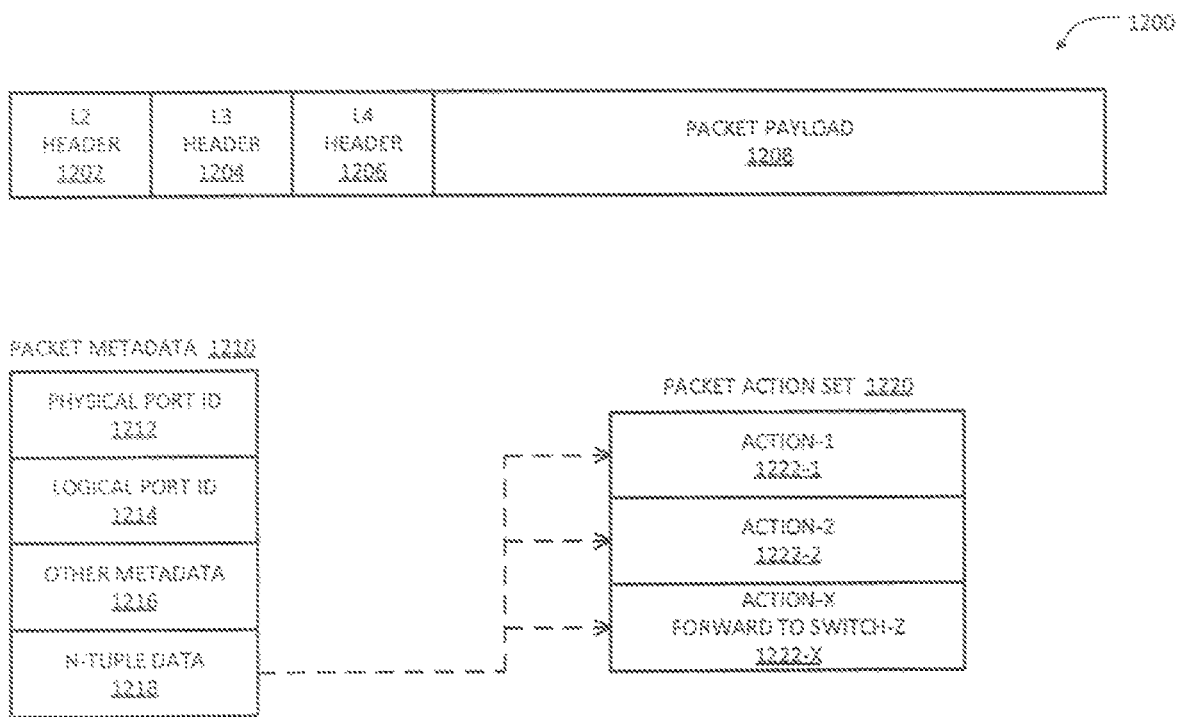 1200
L2
HEADER
1202
L3
HEADER
1204
L4
HEADER
1206
PACKET PAYLOAD
1208
PACKET METADATA 1210
PHYSICAL PORT ID
1212
LOGICAL PORT ID
1214
OTHER METADATA
1216
N-TUPLE DATA
1218
PACKET ACTION SET 1220
ACTION-1
1222-1
ACTION-2
1222-2
ACTION-X
FORWARD TO SWITCH-Z
1222-X